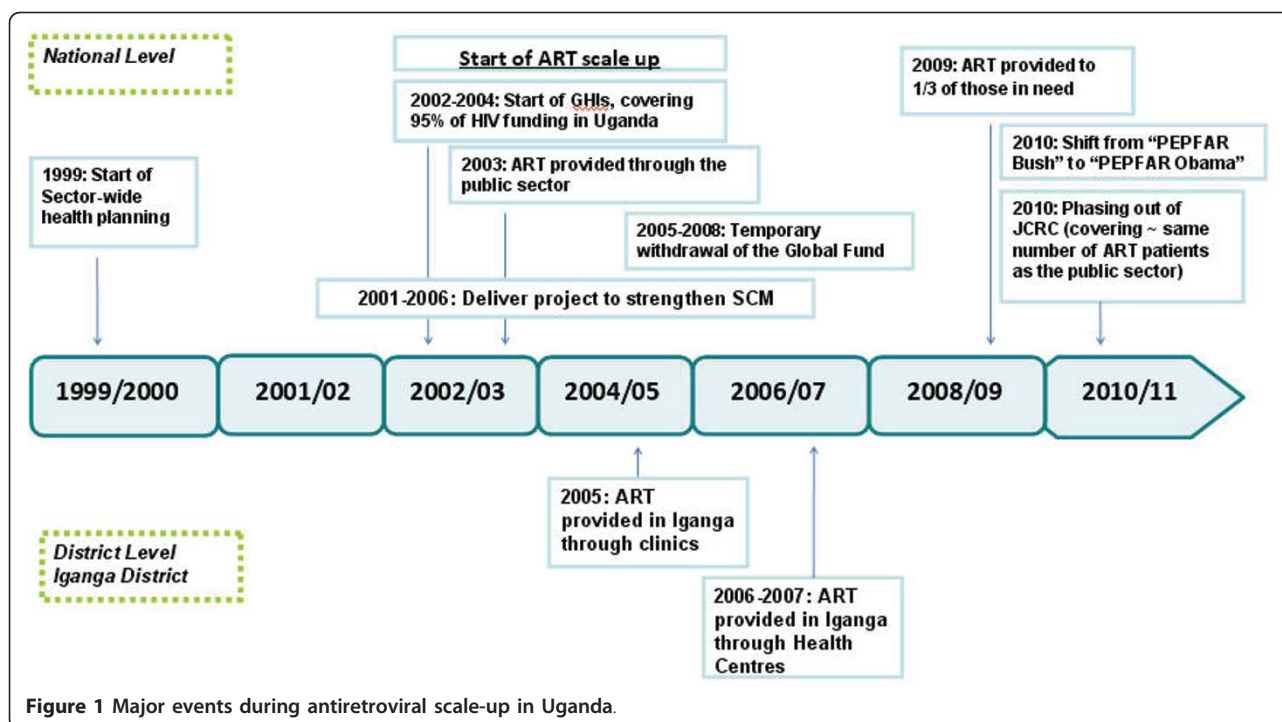 National Level
Start of ART scale up
2002-2004: Start of GHIs, covering
95% of HIV funding in Uganda
2003: ART provided through the
public sector
2009: ART provided to
1/3 of those in need
2010: Shift from “PEPFAR
Bush” to “PEPFAR Obama”
1999: Start of
Sector-wide
health planning
2005-2008: Temporary
withdrawal of the Global Fund
2010: Phasing out of
JCRC (covering ~ same
number of ART patients
as the public sector)
2001-2006: Deliver project to strengthen SCM
1999/2000
2001/02
2002/03
2004/05
2006/07
2008/09
2010/11
2005: ART
provided in Iganga
through clinics
District Level
Iganga District
2006-2007: ART
provided in Iganga
through Health
Centres
Figure 1 Major events during antiretroviral scale-up in Uganda.